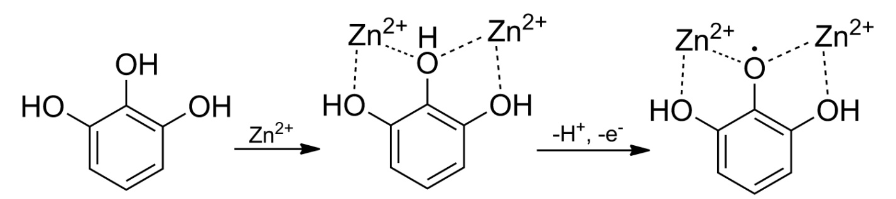 OH
HO
OH
Zn²⁺
Zn²⁺
H
Zn²⁺
O
HO
OH
-H⁺, -e⁻
Zn²⁺
Zn²⁺
O
HO
OH